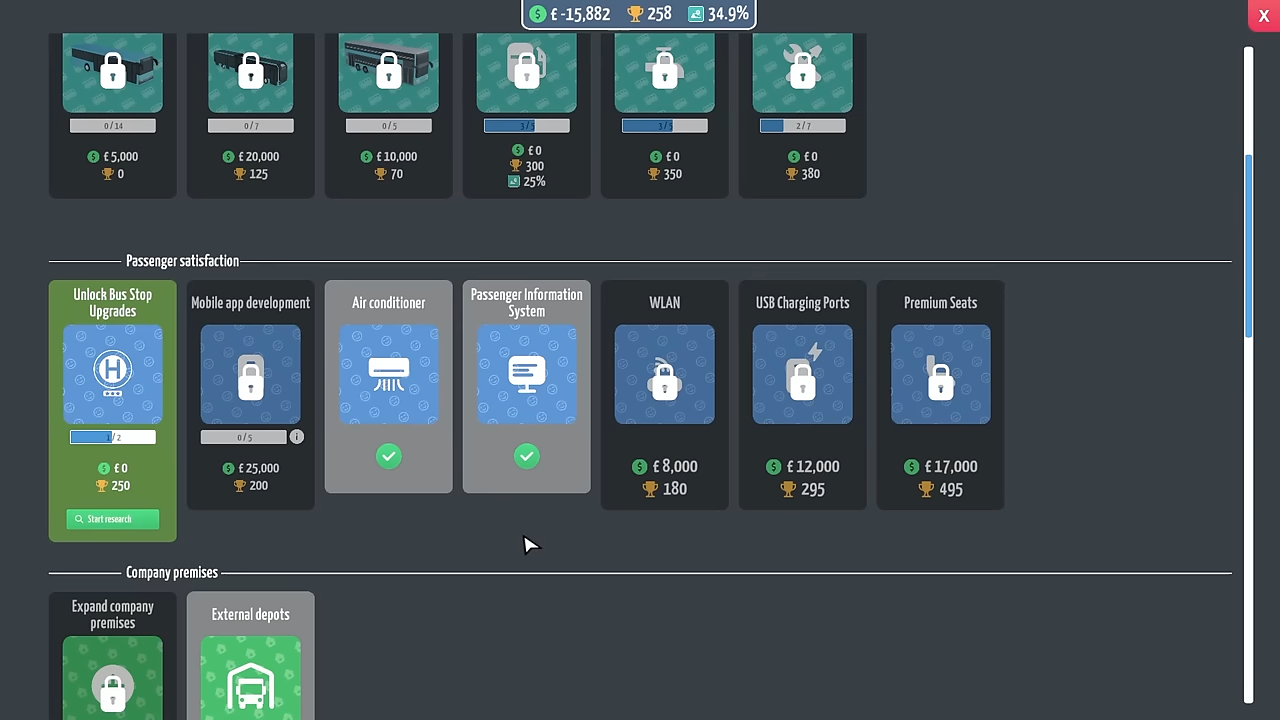 £ -15,882 258 34.9%
X
0/14 0/7 0/5 3/5 3/5 2/7
£ 5,000 £ 20,000 £ 10,000 £ 0 £ 0 £ 0
0 125 70 300 350 380
25%
Passenger satisfaction
Unlock Bus Stop
Upgrades
H
1/2
£ 0
250
Start research
Mobile app development
0/5
i
£ 25,000
200
Air conditioner
Passenger Information
System
WLAN
£ 8,000
180
USB Charging Ports
£ 12,000
295
Premium Seats
£ 17,000
495
Company premises
Expand company
premises
External depots